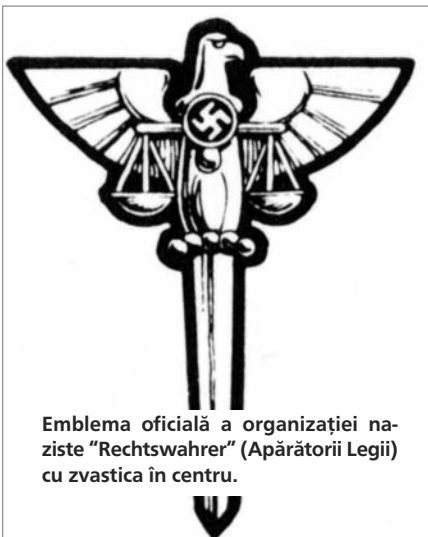 Emblema oficială a organizației na-
ziste “Rechtswahrer” (Apărătorii Legii)
cu zvastica în centru.